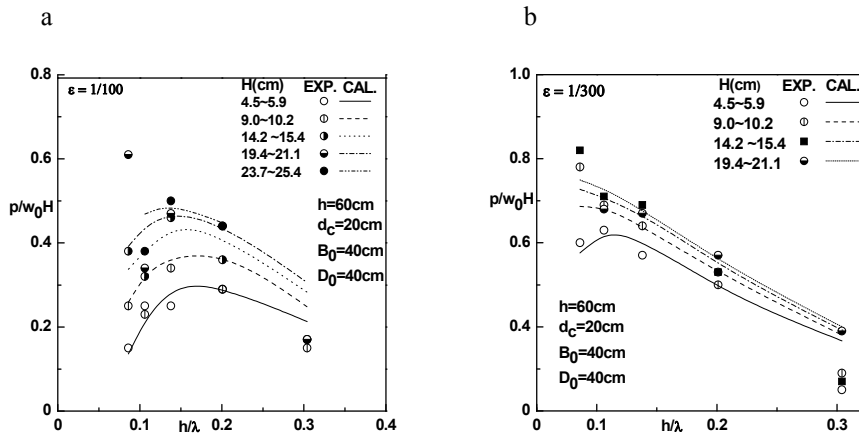 a
0.8
0.6
p/w₀H
0.4
0.2
0.0
0.1
0.2
0.3
0.4
h/λ
ε = 1/100
H(cm) EXP. CAL.
4.5~5.9
9.0~10.2
14.2 ~15.4
19.4~21.1
23.7~25.4
h=60cm
d_c=20cm
B₀=40cm
D₀=40cm
b
1.0
0.8
p/w₀H
0.6
0.4
0.2
0.0
0.1
0.2
0.3
h/λ
ε = 1/300
H(cm) EXP. CAL.
4.5~5.9
9.0~10.2
14.2 ~15.4
19.4~21.1
h=60cm
d_c=20cm
B₀=40cm
D₀=40cm